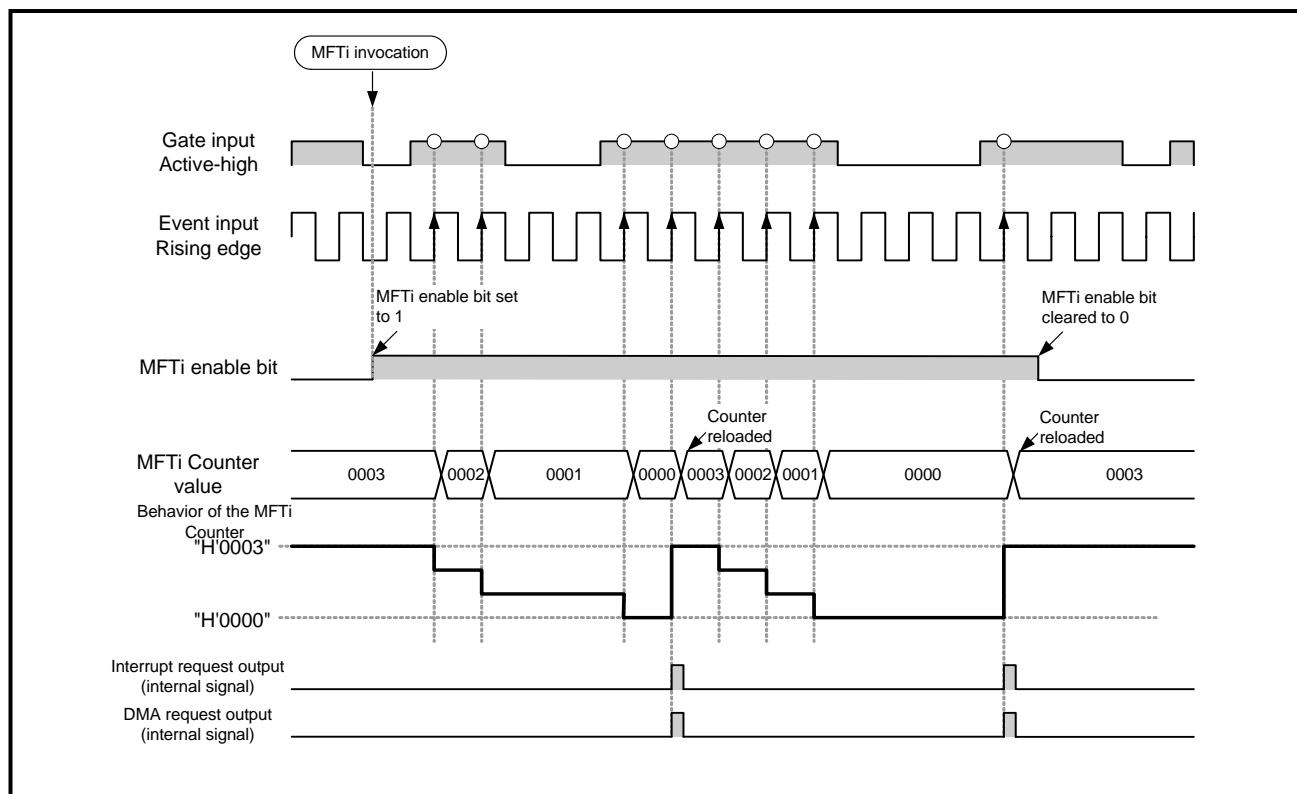 MFTi invocation
Gate input
Active-high
Event input
Rising edge
MFTi enable bit set
to 1
MFTi enable bit
cleared to 0
MFTi enable bit
Counter
reloaded
Counter
reloaded
MFTi Counter
value
0003 0002 0001 0000 0003 0002 0001 0000 0003
Behavior of the MFTi
Counter
"H'0003"
"H'0000"
Interrupt request output
(internal signal)
DMA request output
(internal signal)